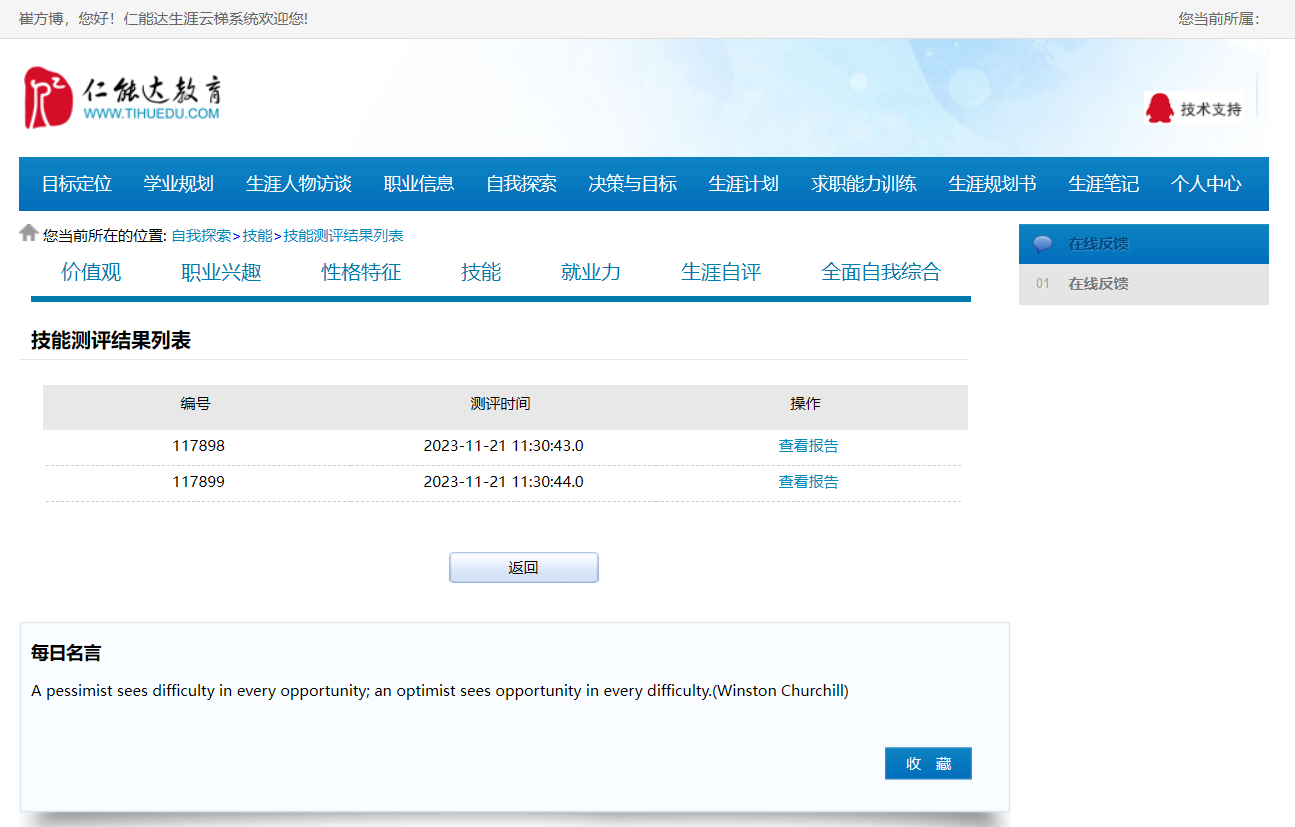 崔方博，您好！仁能达生涯云梯系统欢迎您!
您当前所属：
仁能达教育
WWW.TIHUEDU.COM
技术支持
目标定位 学业规划 生涯人物访谈 职业信息 自我探索 决策与目标 生涯计划 求职能力训练 生涯规划书 生涯笔记 个人中心
您当前所在的位置: 自我探索>技能>技能测评结果列表
价值观 职业兴趣 性格特征 技能 就业力 生涯自评 全面自我综合
在线反馈
01 在线反馈
技能测评结果列表
编号 测评时间 操作
117898 2023-11-21 11:30:43.0 查看报告
117899 2023-11-21 11:30:44.0 查看报告
返回
每日名言
A pessimist sees difficulty in every opportunity; an optimist sees opportunity in every difficulty.(Winston Churchill)
收 藏